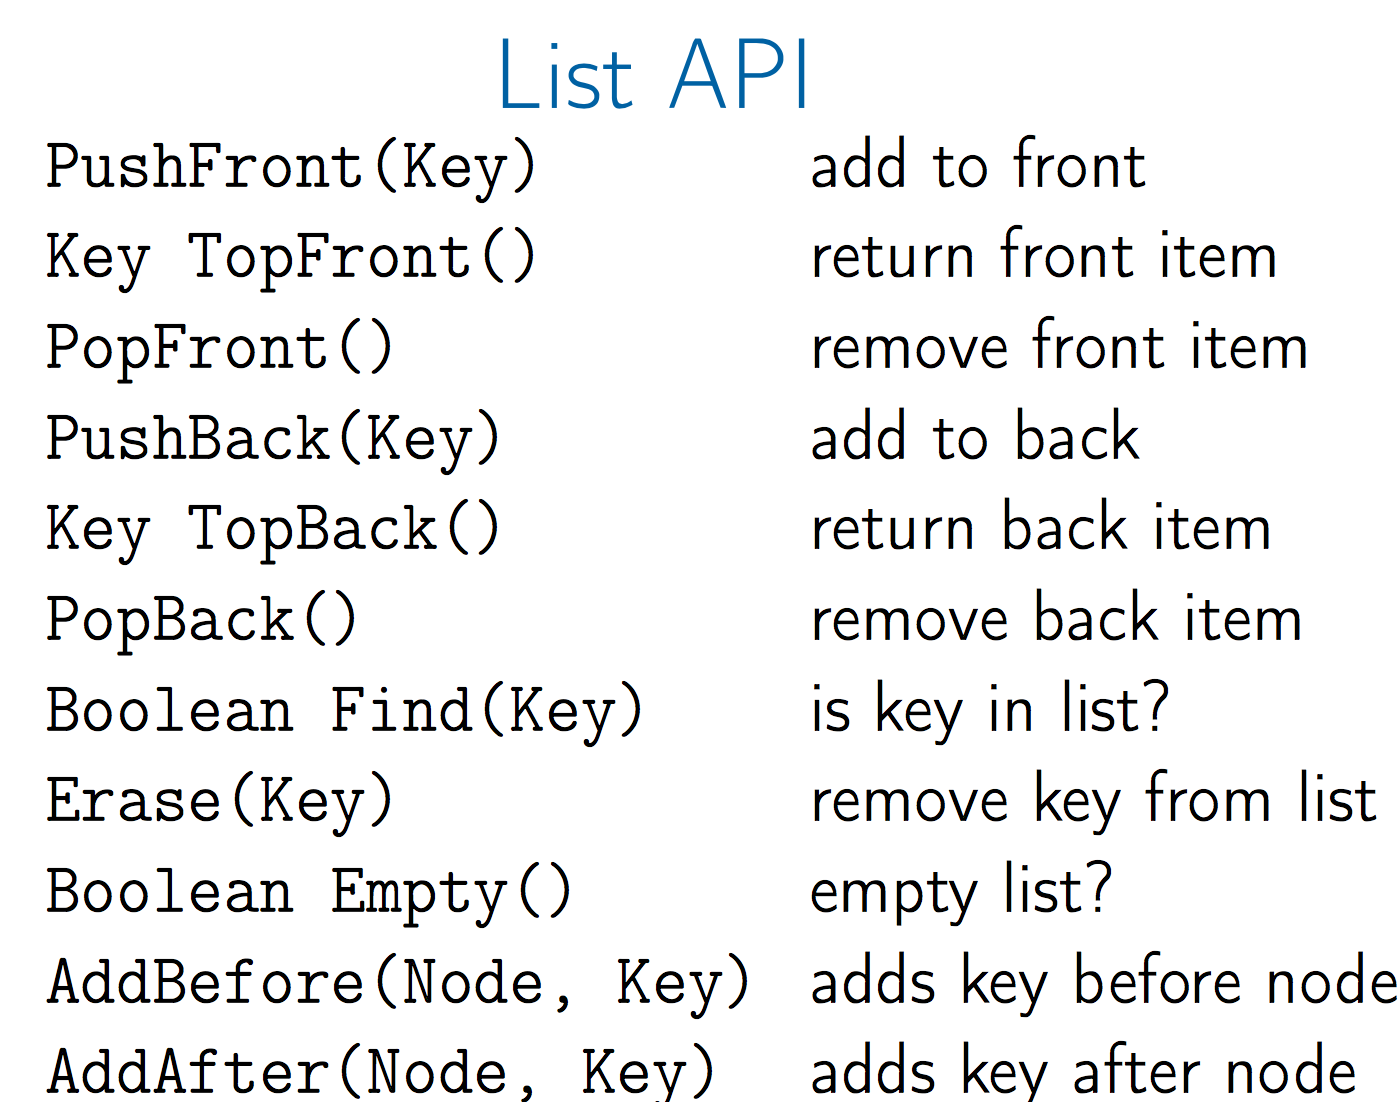 List API
PushFront(Key) add to front
Key TopFront() return front item
PopFront() remove front item
PushBack(Key) add to back
Key TopBack() return back item
PopBack() remove back item
Boolean Find(Key) is key in list?
Erase(Key) remove key from list
Boolean Empty() empty list?
AddBefore(Node, Key) adds key before node
AddAfter(Node, Key) adds key after node